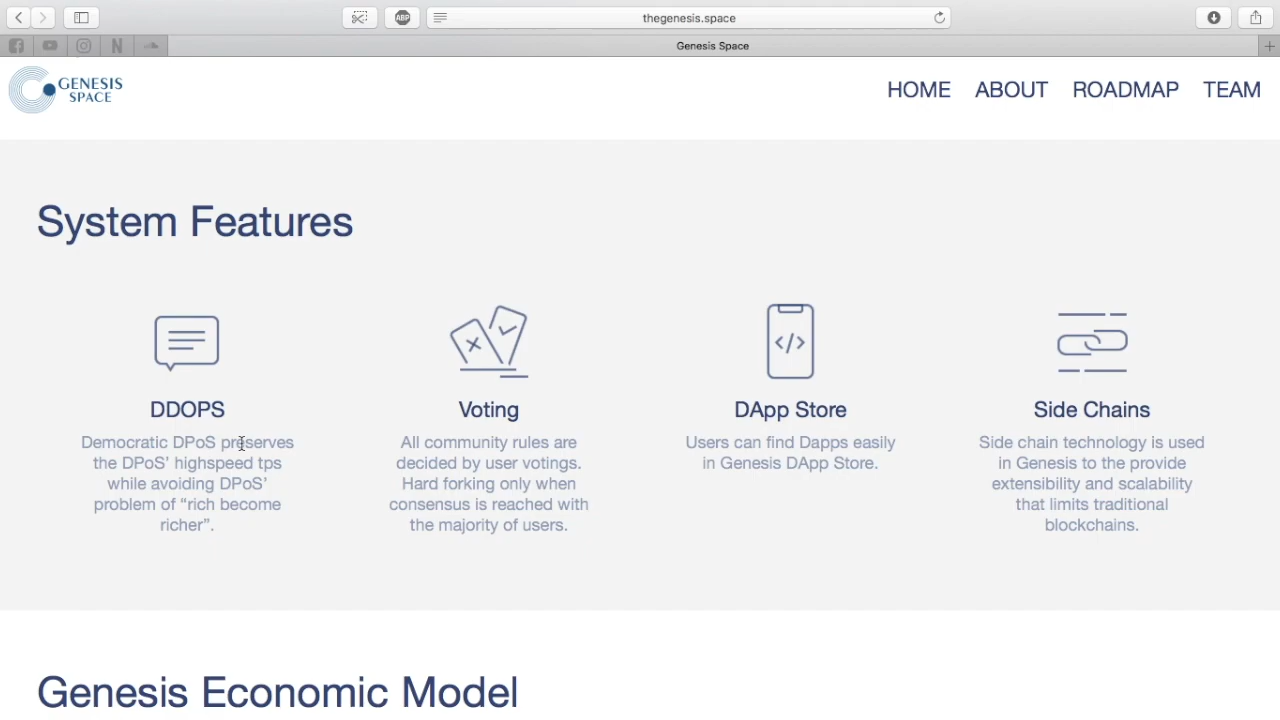 thegenesis.space
ABP
N
Genesis Space
GENESIS
SPACE
HOME ABOUT ROADMAP TEAM
System Features
</>
DDOPS
Democratic DPoS preserves
the DPoS’ highspeed tps
while avoiding DPoS’
problem of “rich become
richer”.
Voting
All community rules are
decided by user votings.
Hard forking only when
consensus is reached with
the majority of users.
DApp Store
Users can find Dapps easily
in Genesis DApp Store.
Side Chains
Side chain technology is used
in Genesis to the provide
extensibility and scalability
that limits traditional
blockchains.
Genesis Economic Model